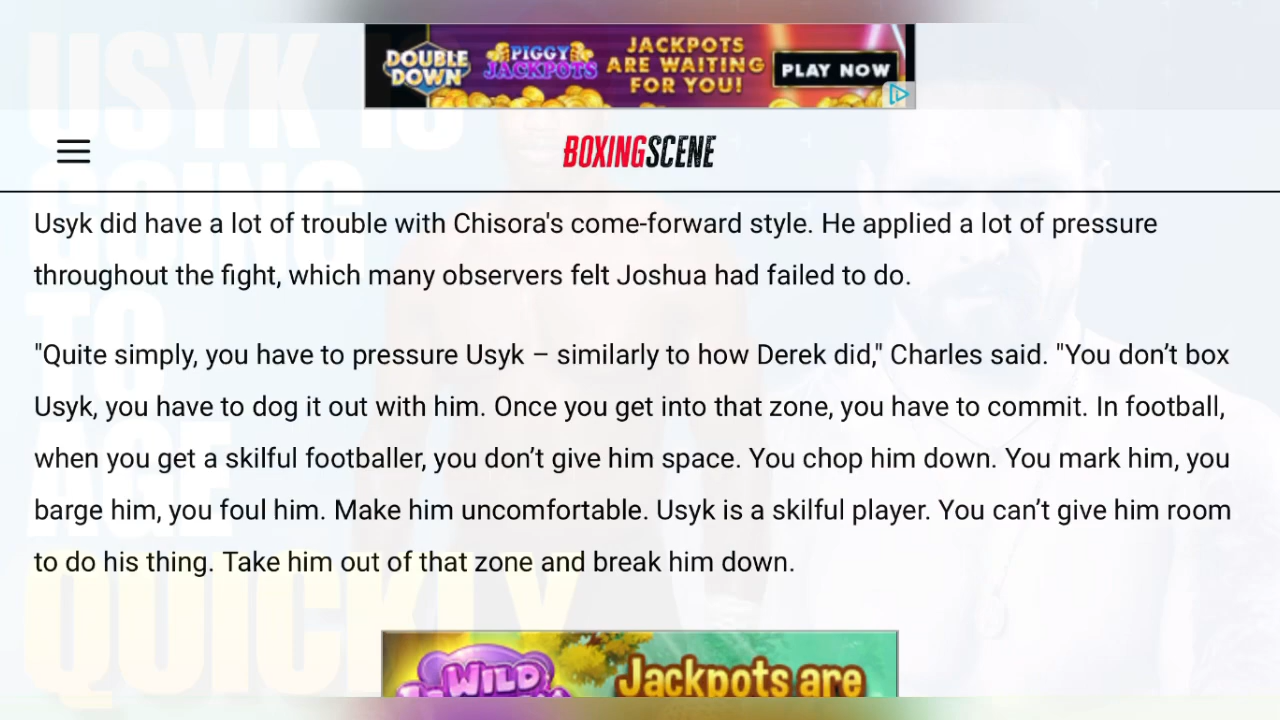 USYK IS
GOING
TO
AGE
QUICKLY
DOUBLE
DOWN
PIGGY
JACKPOTS
JACKPOTS
ARE WAITING
FOR YOU!
PLAY NOW
BOXINGSCENE
Usyk did have a lot of trouble with Chisora's come-forward style. He applied a lot of pressure
throughout the fight, which many observers felt Joshua had failed to do.
"Quite simply, you have to pressure Usyk – similarly to how Derek did," Charles said. "You don’t box
Usyk, you have to dog it out with him. Once you get into that zone, you have to commit. In football,
when you get a skilful footballer, you don’t give him space. You chop him down. You mark him, you
barge him, you foul him. Make him uncomfortable. Usyk is a skilful player. You can’t give him room
to do his thing. Take him out of that zone and break him down.
WILD
Jackpots are